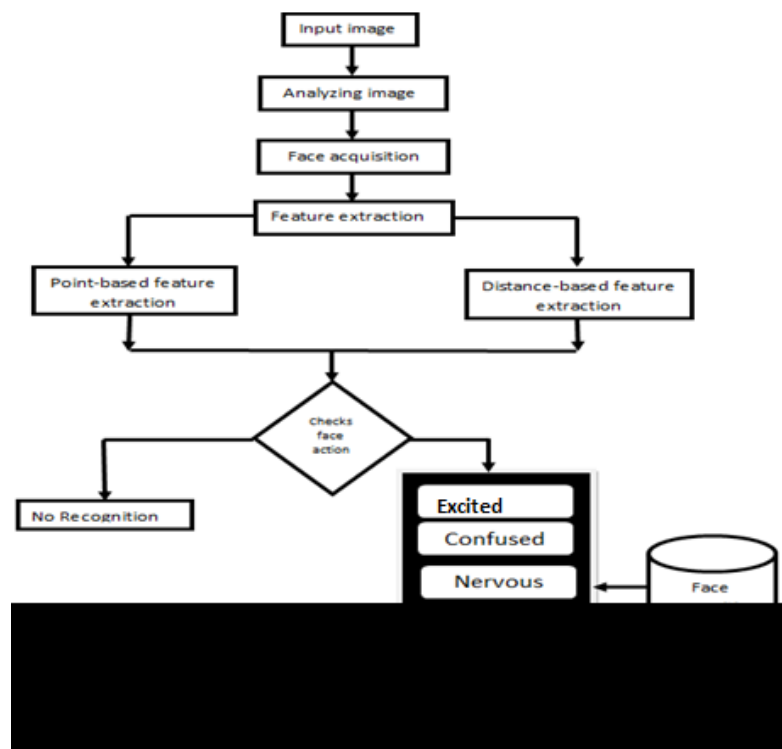 Input image
Analyzing image
Face acquisition
Feature extraction
Point-based feature
extraction
Distance-based feature
extraction
Checks
face
action
No Recognition
Excited
Confused
Nervous
Face